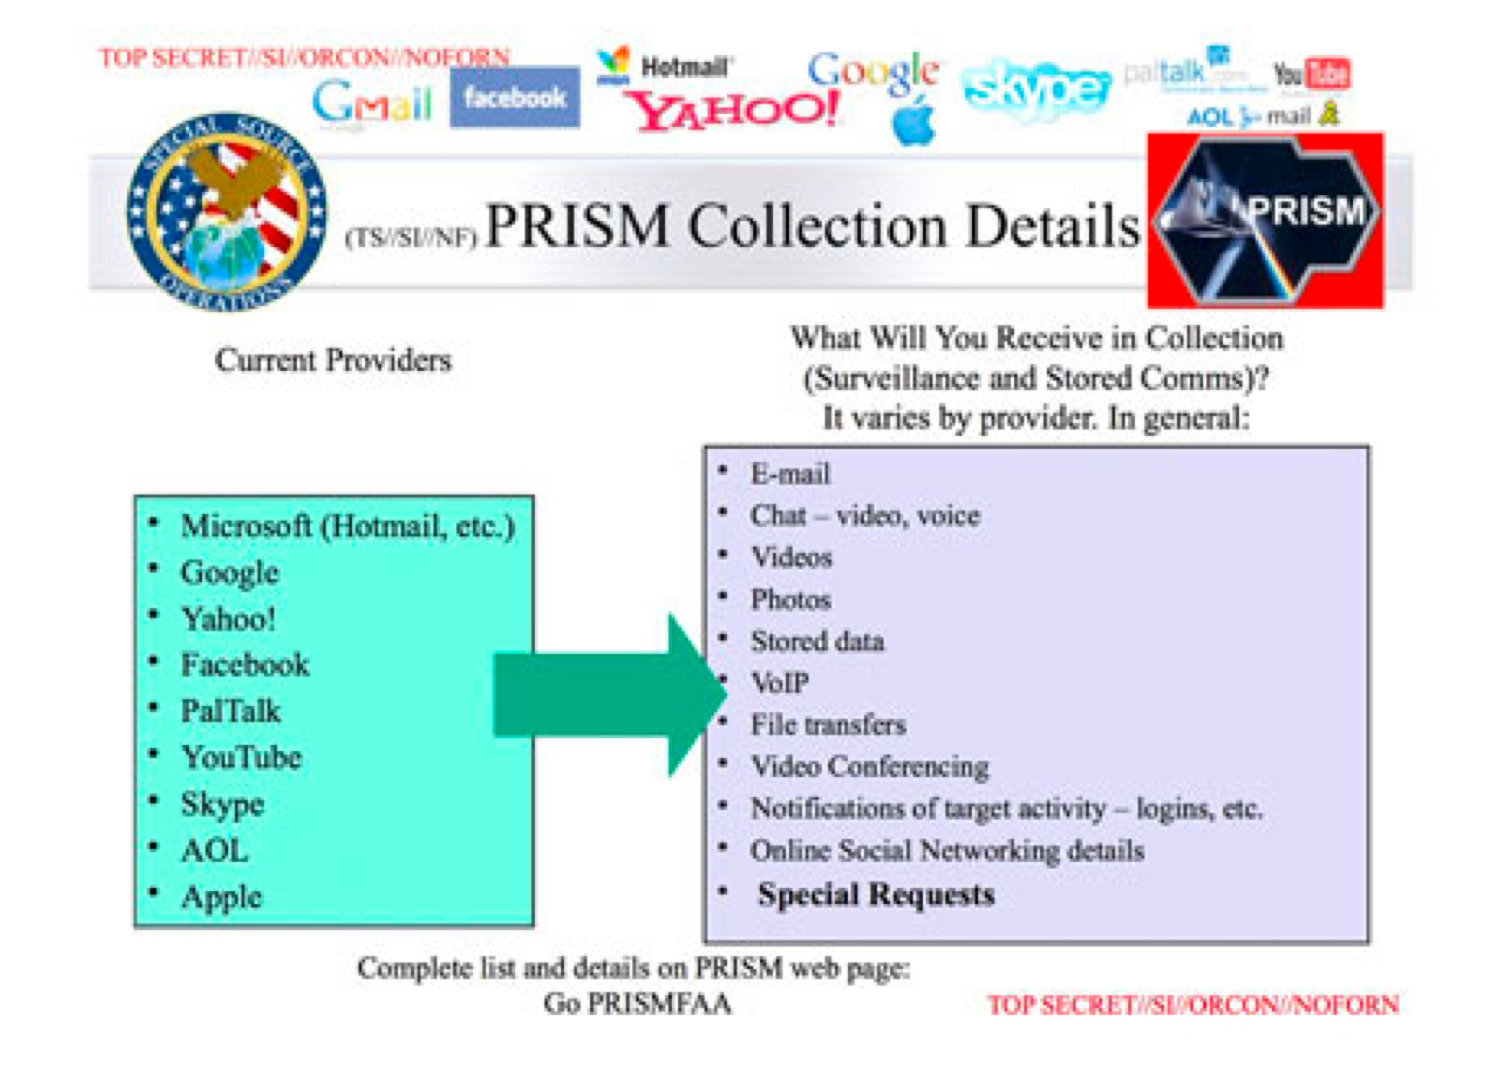 TOP SECRET//SI//ORCON//NOFORN
Gmail
facebook
msn Hotmail
YAHOO!
Google
skype
paltalk.com
YouTube
AOL mail
SPECIAL SOURCE OPERATIONS
(TS//SI//NF) PRISM Collection Details
PRISM
Current Providers
• Microsoft (Hotmail, etc.)
• Google
• Yahoo!
• Facebook
• PalTalk
• YouTube
• Skype
• AOL
• Apple
What Will You Receive in Collection
(Surveillance and Stored Comms)?
It varies by provider. In general:
• E-mail
• Chat – video, voice
• Videos
• Photos
• Stored data
• VoIP
• File transfers
• Video Conferencing
• Notifications of target activity – logins, etc.
• Online Social Networking details
• Special Requests
Complete list and details on PRISM web page:
Go PRISMFAA
TOP SECRET//SI//ORCON//NOFORN